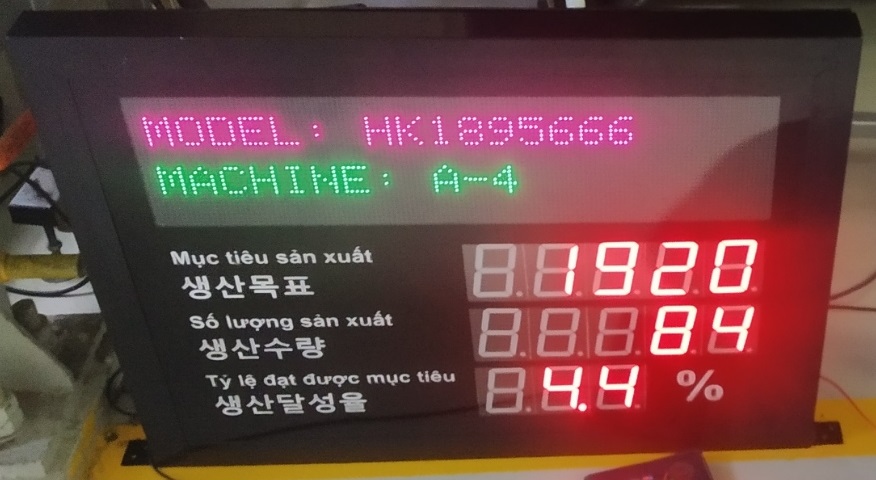 MODEL: HK1895666
MACHINE: A-4
Mục tiêu sản xuất 1920
생산목표
Số lượng sản xuất 84
생산수량
Tỷ lệ đạt được mục tiêu 4.4 %
생산달성율